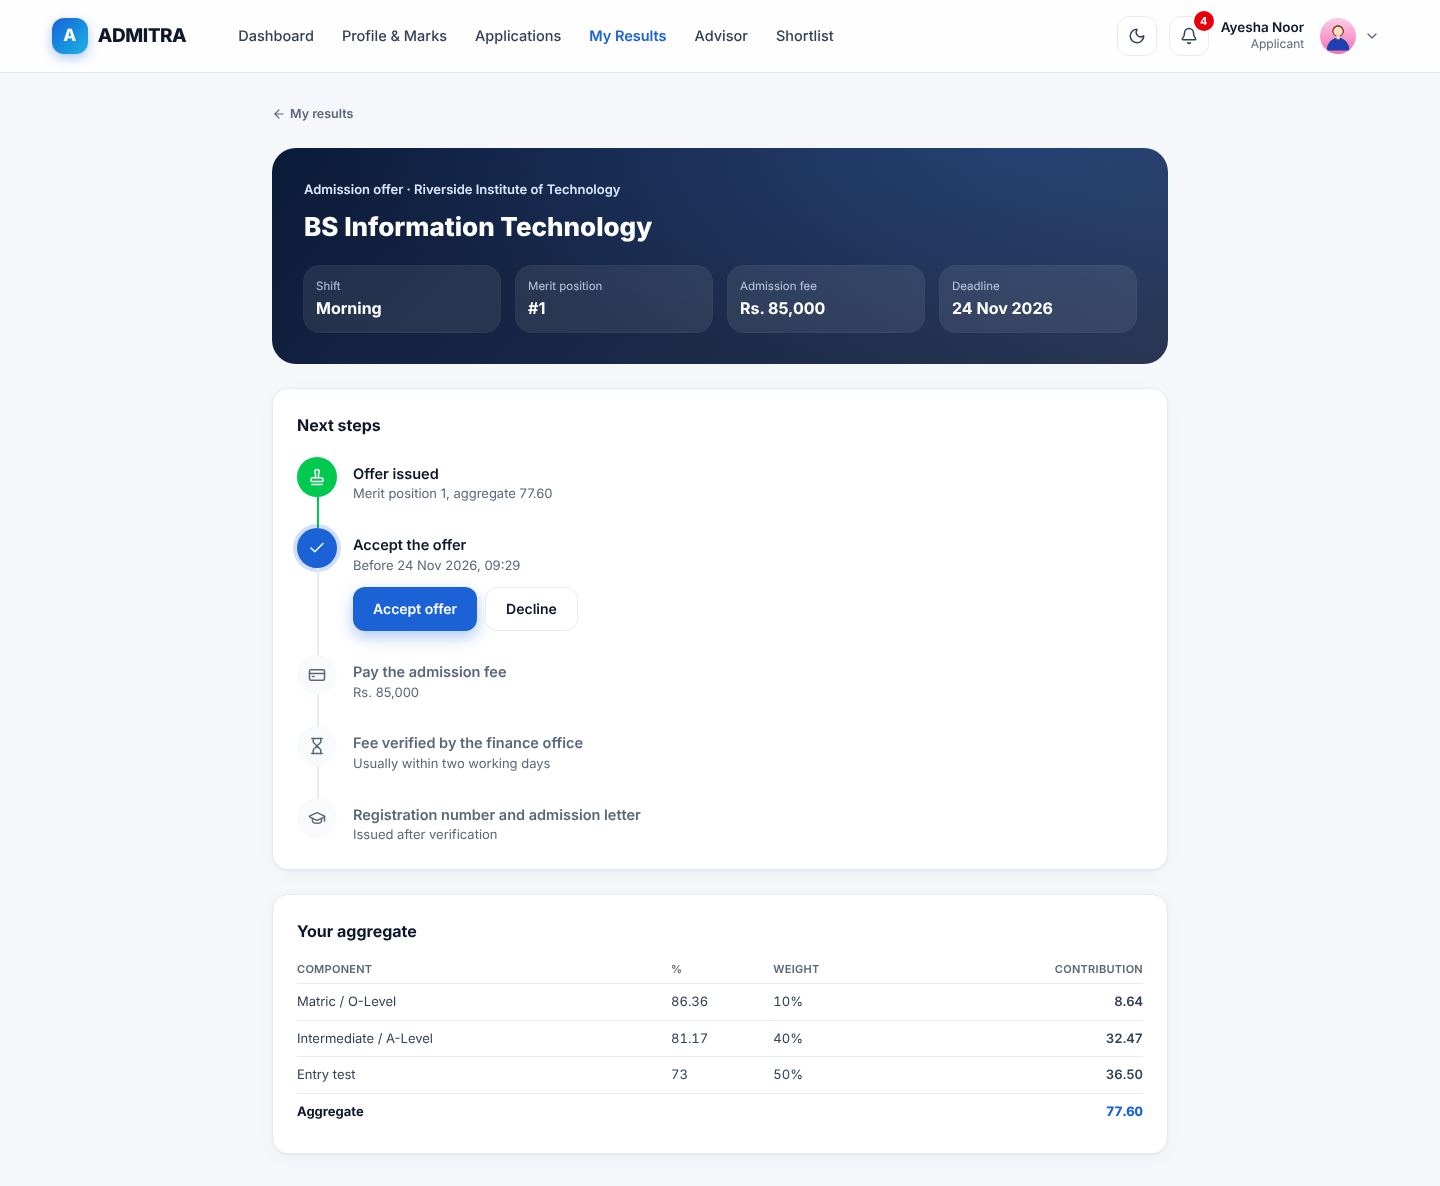 A ADMITRA Dashboard Profile & Marks Applications My Results Advisor Shortlist 4 Ayesha Noor
Applicant
← My results
Admission offer · Riverside Institute of Technology
BS Information Technology
Shift Merit position Admission fee Deadline
Morning #1 Rs. 85,000 24 Nov 2026
Next steps
Offer issued
Merit position 1, aggregate 77.60
Accept the offer
Before 24 Nov 2026, 09:29
Accept offer Decline
Pay the admission fee
Rs. 85,000
Fee verified by the finance office
Usually within two working days
Registration number and admission letter
Issued after verification
Your aggregate
COMPONENT % WEIGHT CONTRIBUTION
Matric / O-Level 86.36 10% 8.64
Intermediate / A-Level 81.17 40% 32.47
Entry test 73 50% 36.50
Aggregate 77.60